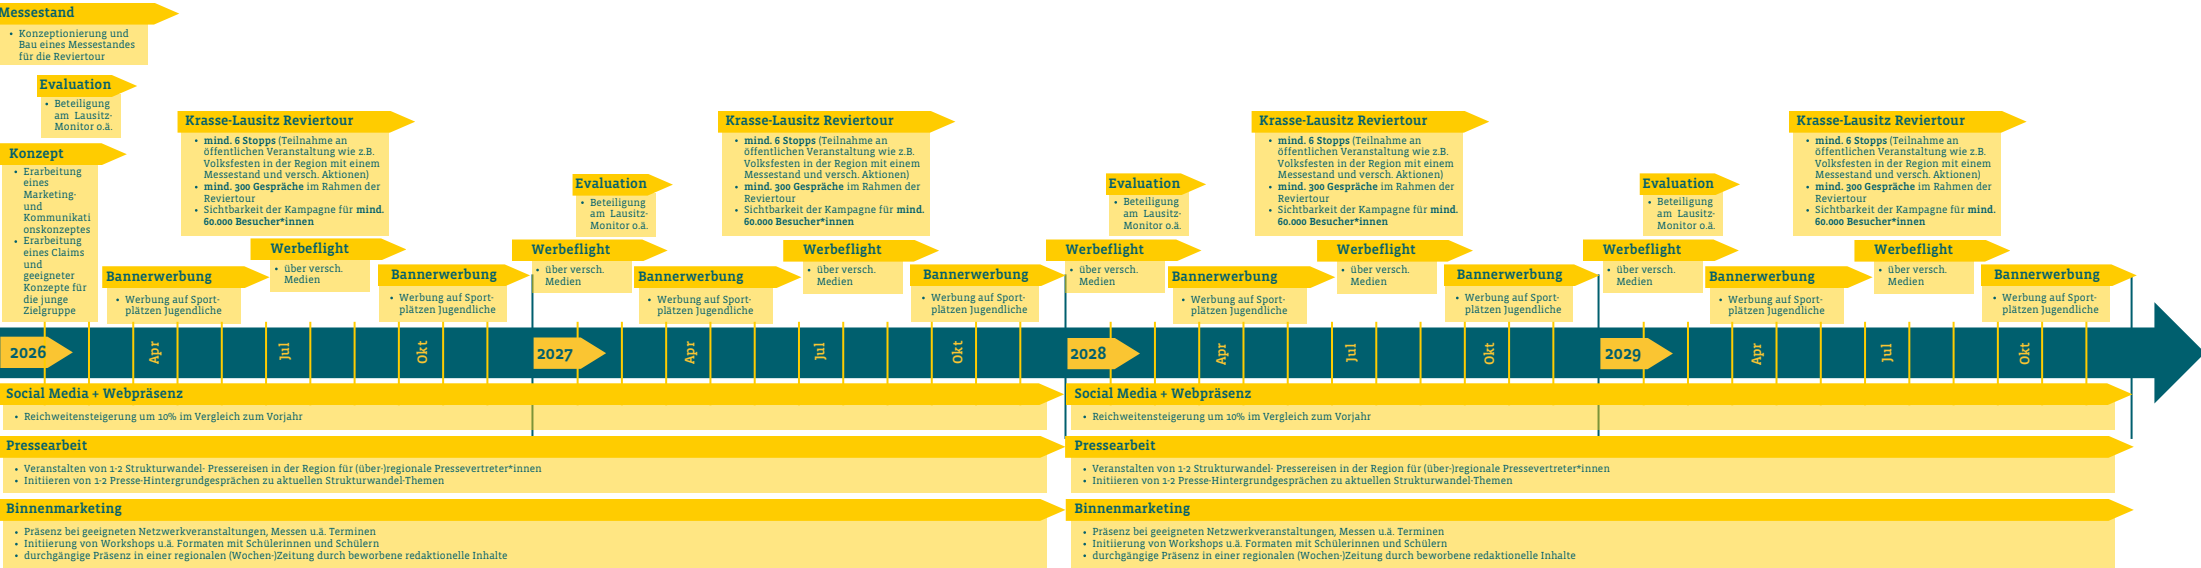 Messestand
• Konzeptionierung und
Bau eines Messestandes
für die Reviertour
Evaluation
• Beteiligung
am Lausitz-
Monitor o.ä.
Konzept
• Erarbeitung
eines
Marketing-
und
Kommunikati
onskonzeptes
• Erarbeitung
eines Claims
und
geeigneter
Konzepte für
die junge
Zielgruppe
Krasse-Lausitz Reviertour
• mind. 6 Stopps (Teilnahme an
öffentlichen Veranstaltung wie z.B.
Volksfesten in der Region mit einem
Messestand und versch. Aktionen)
• mind. 300 Gespräche im Rahmen der
Reviertour
• Sichtbarkeit der Kampagne für mind.
60.000 Besucher*innen
Bannerwerbung
• Werbung auf Sport-
plätzen Jugendliche
Werbeflight
• über versch.
Medien
Bannerwerbung
• Werbung auf Sport-
plätzen Jugendliche
Werbeflight
• über versch.
Medien
Evaluation
• Beteiligung
am Lausitz-
Monitor o.ä.
Krasse-Lausitz Reviertour
• mind. 6 Stopps (Teilnahme an
öffentlichen Veranstaltung wie z.B.
Volksfesten in der Region mit einem
Messestand und versch. Aktionen)
• mind. 300 Gespräche im Rahmen der
Reviertour
• Sichtbarkeit der Kampagne für mind.
60.000 Besucher*innen
Bannerwerbung
• Werbung auf Sport-
plätzen Jugendliche
Werbeflight
• über versch.
Medien
Bannerwerbung
• Werbung auf Sport-
plätzen Jugendliche
Werbeflight
• über versch.
Medien
Evaluation
• Beteiligung
am Lausitz-
Monitor o.ä.
Krasse-Lausitz Reviertour
• mind. 6 Stopps (Teilnahme an
öffentlichen Veranstaltung wie z.B.
Volksfesten in der Region mit einem
Messestand und versch. Aktionen)
• mind. 300 Gespräche im Rahmen der
Reviertour
• Sichtbarkeit der Kampagne für mind.
60.000 Besucher*innen
Bannerwerbung
• Werbung auf Sport-
plätzen Jugendliche
Werbeflight
• über versch.
Medien
Bannerwerbung
• Werbung auf Sport-
plätzen Jugendliche
Werbeflight
• über versch.
Medien
Evaluation
• Beteiligung
am Lausitz-
Monitor o.ä.
Krasse-Lausitz Reviertour
• mind. 6 Stopps (Teilnahme an
öffentlichen Veranstaltung wie z.B.
Volksfesten in der Region mit einem
Messestand und versch. Aktionen)
• mind. 300 Gespräche im Rahmen der
Reviertour
• Sichtbarkeit der Kampagne für mind.
60.000 Besucher*innen
Bannerwerbung
• Werbung auf Sport-
plätzen Jugendliche
Werbeflight
• über versch.
Medien
Bannerwerbung
• Werbung auf Sport-
plätzen Jugendliche
2026 Apr Jul Okt 2027 Apr Jul Okt 2028 Apr Jul Okt 2029 Apr Jul Okt
Social Media + Webpräsenz
• Reichweitensteigerung um 10% im Vergleich zum Vorjahr
Pressearbeit
• Veranstalten von 1-2 Strukturwandel- Pressereisen in der Region für (über-)regionale Pressevertreter*innen
• Initiieren von 1-2 Presse-Hintergrundgesprächen zu aktuellen Strukturwandel-Themen
Binnenmarketing
• Präsenz bei geeigneten Netzwerkveranstaltungen, Messen u.ä. Terminen
• Initiierung von Workshops u.ä. Formaten mit Schülerinnen und Schülern
• durchgängige Präsenz in einer regionalen (Wochen-)Zeitung durch beworbene redaktionelle Inhalte
Social Media + Webpräsenz
• Reichweitensteigerung um 10% im Vergleich zum Vorjahr
Pressearbeit
• Veranstalten von 1-2 Strukturwandel- Pressereisen in der Region für (über-)regionale Pressevertreter*innen
• Initiieren von 1-2 Presse-Hintergrundgesprächen zu aktuellen Strukturwandel-Themen
Binnenmarketing
• Präsenz bei geeigneten Netzwerkveranstaltungen, Messen u.ä. Terminen
• Initiierung von Workshops u.ä. Formaten mit Schülerinnen und Schülern
• durchgängige Präsenz in einer regionalen (Wochen-)Zeitung durch beworbene redaktionelle Inhalte